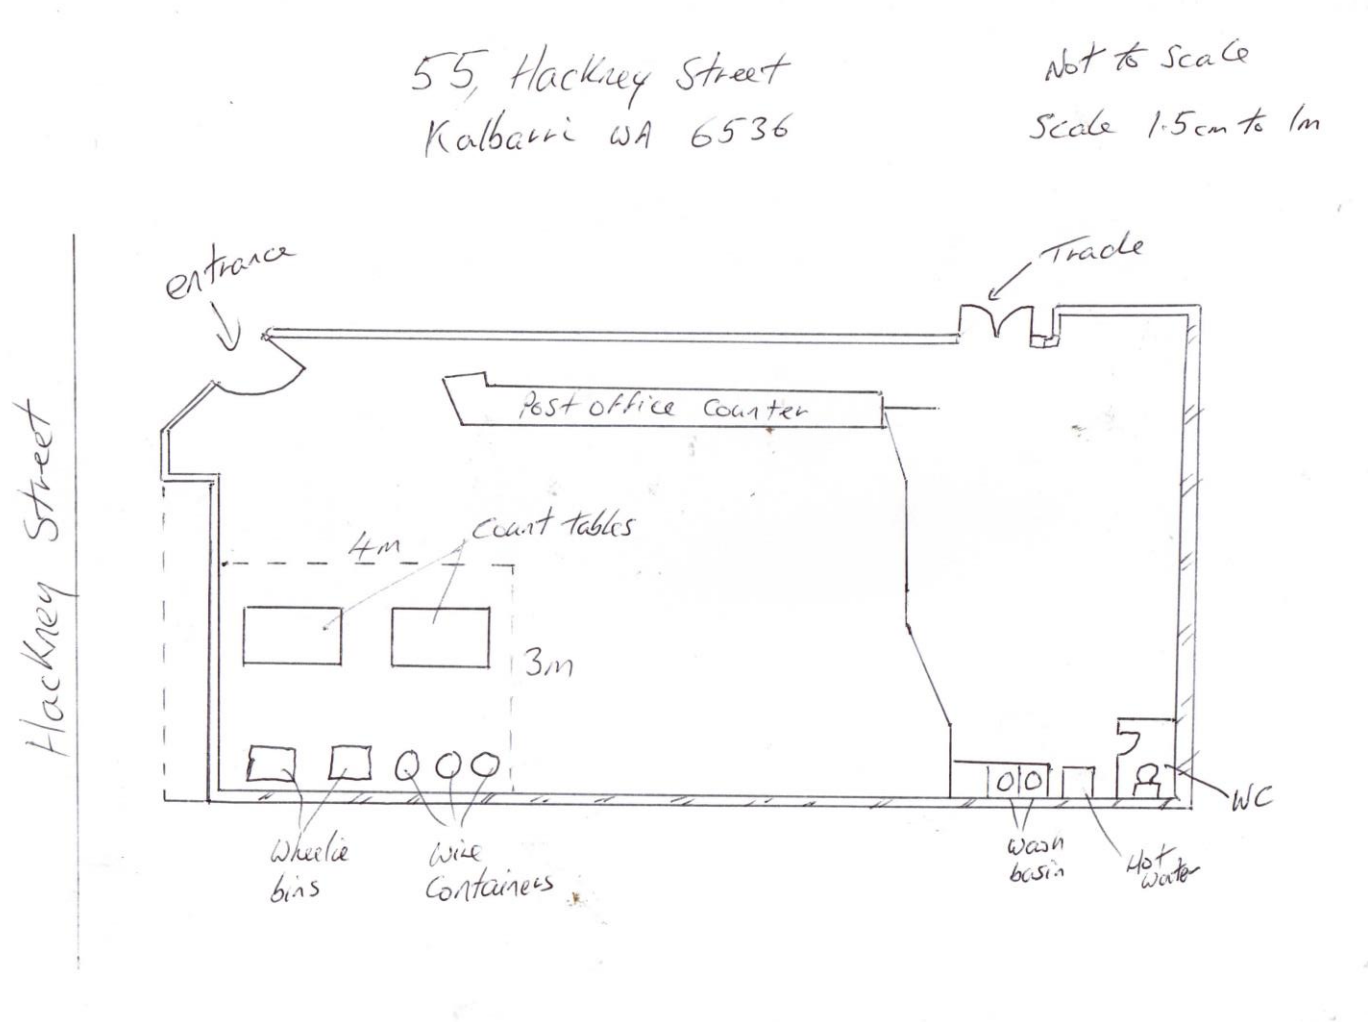 55, Hackney Street
Kalbarri WA 6536
Not to Scale
Scale 1.5cm to 1m
entrance
Trade
Post office Counter
Hackney Street
4m
Count tables
3m
Wheelie
bins
Wire
Containers
Wash
basin
Hot
Water
WC